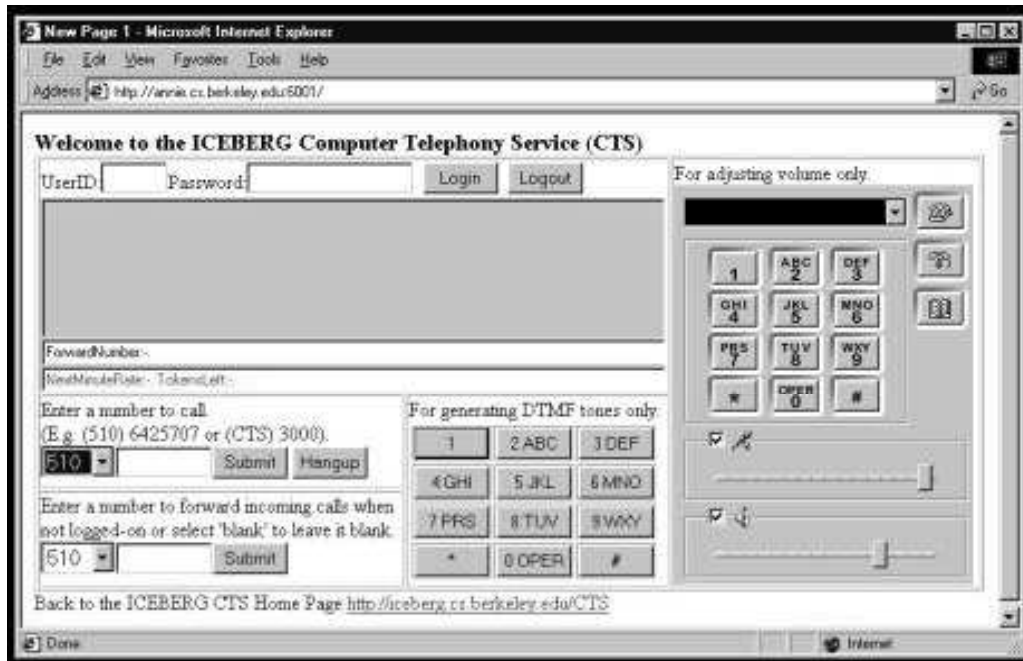 New Page 1 - Microsoft Internet Explorer
File Edit View Favorites Tools Help
Address http://annie.cs.berkeley.edu:6001/ Go
Welcome to the ICEBERG Computer Telephony Service (CTS)
UserID: Password: Login Logout
ForwardNumber:-
NextMinuteRate:- TokensLeft:-
Enter a number to call.
(E.g. (510) 6425707 or (CTS) 3000).
510 Submit Hangup
Enter a number to forward incoming calls when
not logged-on or select 'blank' to leave it blank.
510 Submit
For generating DTMF tones only.
1 2 ABC 3 DEF
4 GHI 5 JKL 6 MNO
7 PRS 8 TUV 9 WXY
* 0 OPER #
For adjusting volume only.
1 ABC 2 DEF 3
GHI 4 JKL 5 MNO 6
PRS 7 TUV 8 WXY 9
* OPER 0 #
Back to the ICEBERG CTS Home Page http://iceberg.cs.berkeley.edu/CTS
Done Internet